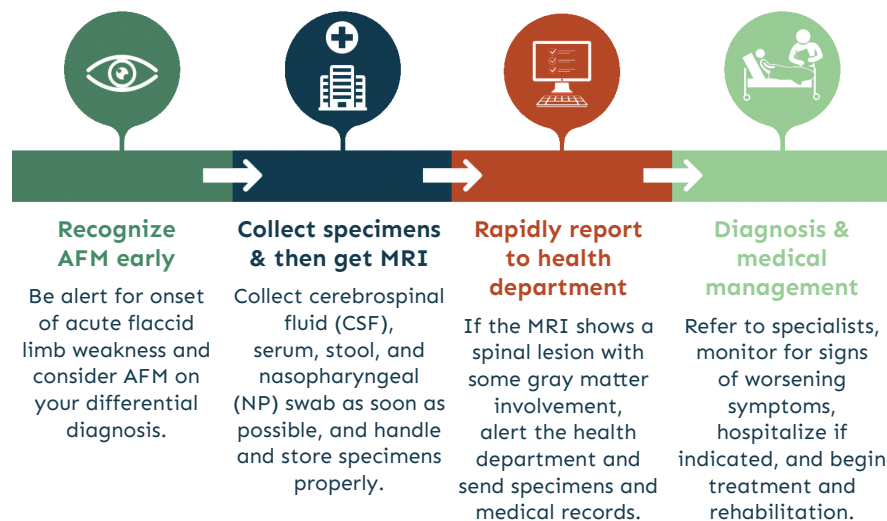 Recognize
AFM early
Be alert for onset
of acute flaccid
limb weakness and
consider AFM on
your differential
diagnosis.
Collect specimens
& then get MRI
Collect cerebrospinal
fluid (CSF),
serum, stool, and
nasopharyngeal
(NP) swab as soon as
possible, and handle
and store specimens
properly.
Rapidly report
to health
department
If the MRI shows a
spinal lesion with
some gray matter
involvement,
alert the health
department and
send specimens and
medical records.
Diagnosis &
medical
management
Refer to specialists,
monitor for signs
of worsening
symptoms,
hospitalize if
indicated, and begin
treatment and
rehabilitation.